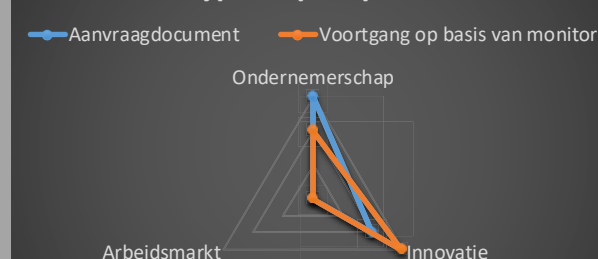 Aanvraagdocument
Voortgang op basis van monitor
Ondernemerschap
Arbeidsmarkt
Innovatie